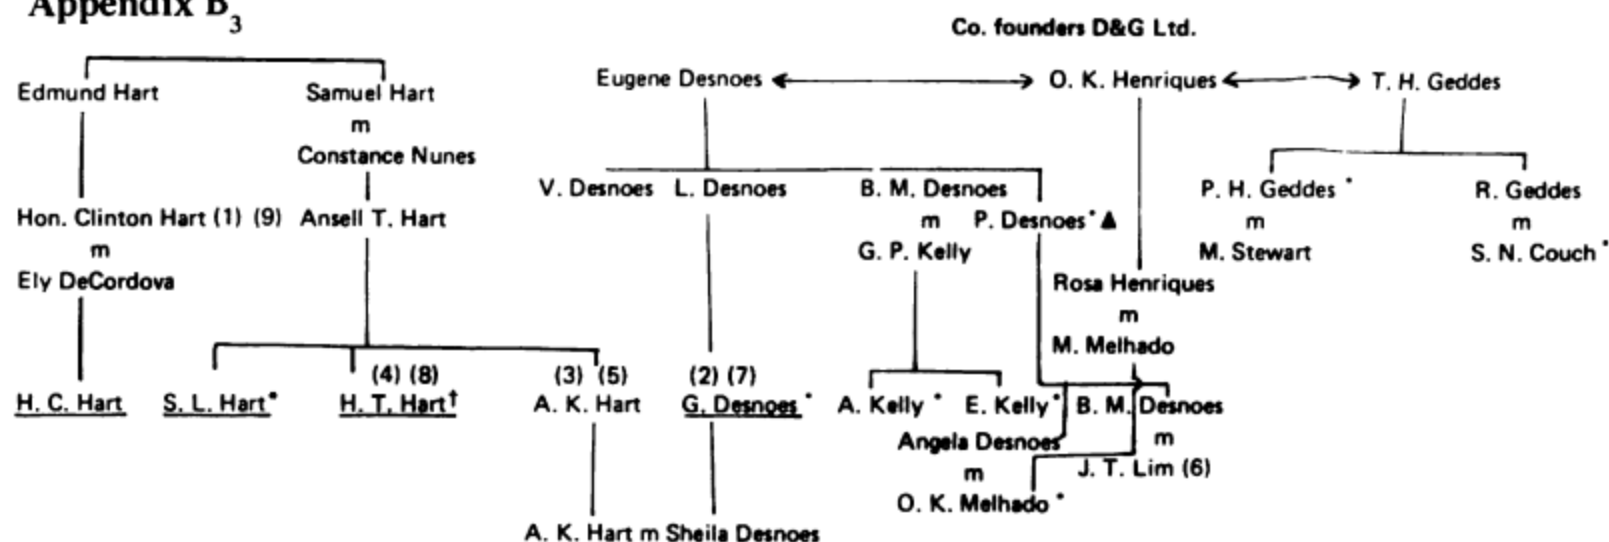 Appendix B3
Co. founders D&G Ltd.
Edmund Hart Samuel Hart Eugene Desnoes O. K. Henriques T. H. Geddes
m
Constance Nunes
V. Desnoes L. Desnoes B. M. Desnoes P. H. Geddes • R. Geddes
Hon. Clinton Hart (1) (9) Ansell T. Hart m P. Desnoes•▲ m m
m G. P. Kelly M. Stewart S. N. Couch•
Ely DeCordova Rosa Henriques
m
M. Melhado
(4) (8) (3) (5) (2) (7)
H. C. Hart S. L. Hart• H. T. Hart† A. K. Hart G. Desnoes• A. Kelly • E. Kelly• B. M. Desnoes
Angela Desnoes m
m J. T. Lim (6)
O. K. Melhado•
A. K. Hart m Sheila Desnoes